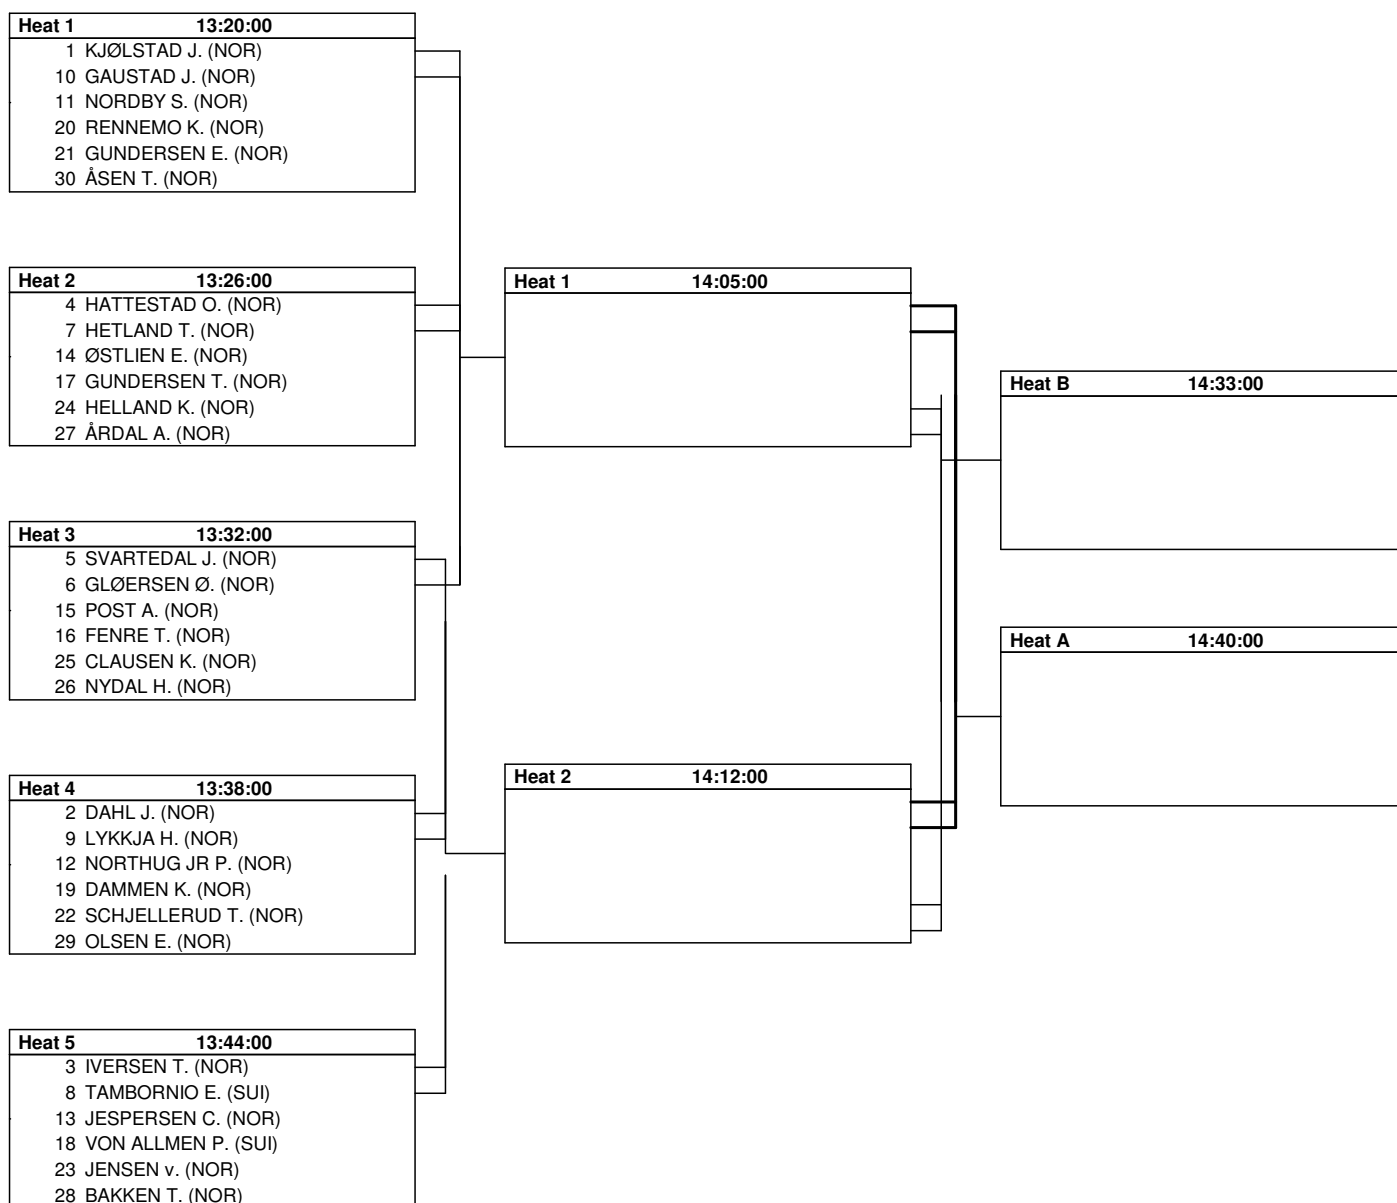 Heat 1 13:20:00
1 KJØLSTAD J. (NOR)
10 GAUSTAD J. (NOR)
11 NORDBY S. (NOR)
20 RENNEMO K. (NOR)
21 GUNDERSEN E. (NOR)
30 ÅSEN T. (NOR)
Heat 2 13:26:00
4 HATTESTAD O. (NOR)
7 HETLAND T. (NOR)
14 ØSTLIEN E. (NOR)
17 GUNDERSEN T. (NOR)
24 HELLAND K. (NOR)
27 ÅRDAL A. (NOR)
Heat 3 13:32:00
5 SVARTEDAL J. (NOR)
6 GLØERSEN Ø. (NOR)
15 POST A. (NOR)
16 FENRE T. (NOR)
25 CLAUSEN K. (NOR)
26 NYDAL H. (NOR)
Heat 4 13:38:00
2 DAHL J. (NOR)
9 LYKKJA H. (NOR)
12 NORTHUG JR P. (NOR)
19 DAMMEN K. (NOR)
22 SCHJELLERUD T. (NOR)
29 OLSEN E. (NOR)
Heat 5 13:44:00
3 IVERSEN T. (NOR)
8 TAMBORNIO E. (SUI)
13 JESPERSEN C. (NOR)
18 VON ALLMEN P. (SUI)
23 JENSEN v. (NOR)
28 BAKKEN T. (NOR)
Heat 1 14:05:00
Heat 2 14:12:00
Heat B 14:33:00
Heat A 14:40:00